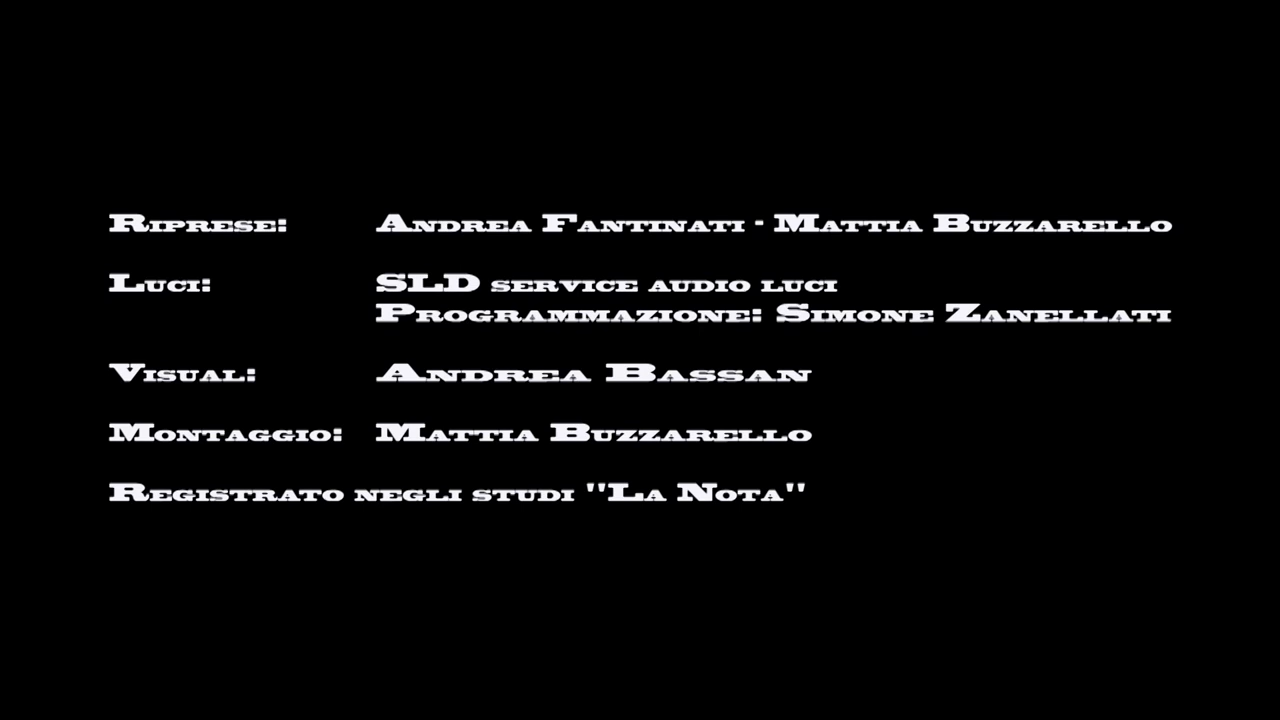 Riprese: Andrea Fantinati - Mattia Buzzarello
Luci: SLD service audio luci
Programmazione: Simone Zanellati
Visual: Andrea Bassan
Montaggio: Mattia Buzzarello
Registrato negli studi "La Nota"